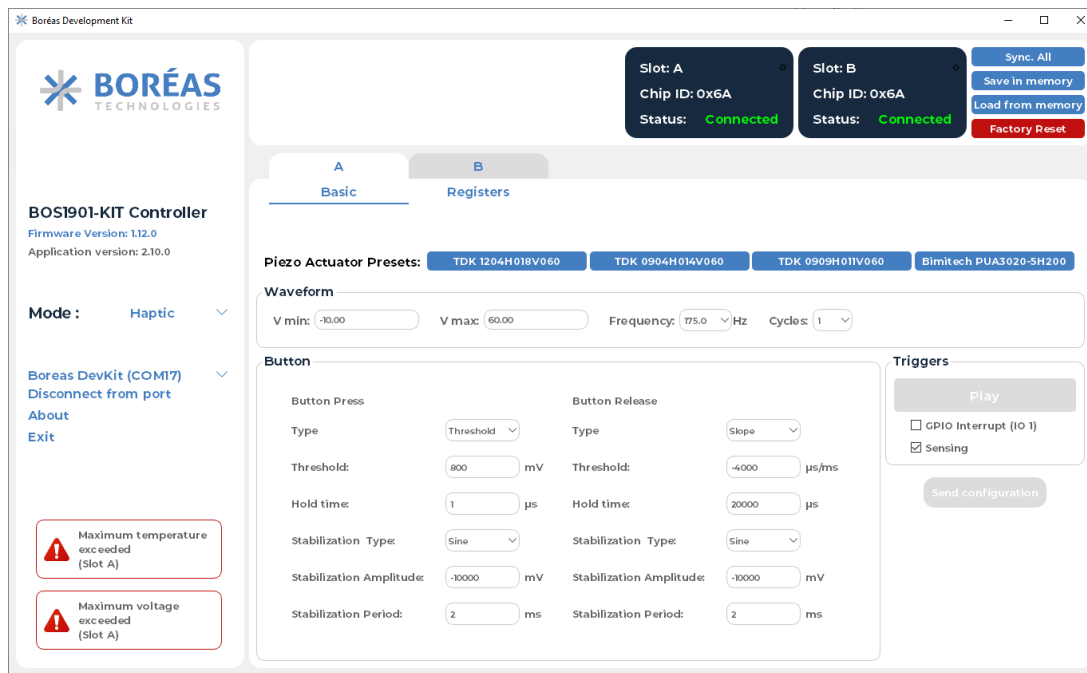 Boréas Development Kit
BORÉAS
TECHNOLOGIES
BOS1901-KIT Controller
Firmware Version: 1.12.0
Application version: 2.10.0
Mode : Haptic
Boreas DevKit (COM17)
Disconnect from port
About
Exit
Maximum temperature
exceeded
(Slot A)
Maximum voltage
exceeded
(Slot A)
Slot: A
Chip ID: 0x6A
Status: Connected
Slot: B
Chip ID: 0x6A
Status: Connected
Sync. All
Save in memory
Load from memory
Factory Reset
A B
Basic Registers
Piezo Actuator Presets: TDK 1204H018V060 TDK 0904H014V060 TDK 0909H011V060 Bimitech PUA3020-5H200
Waveform
V min: -10.00 V max: 60.00 Frequency: 175.0 Hz Cycles: 1
Button
Button Press
Type Threshold
Threshold: 800 mV
Hold time: 1 µs
Stabilization Type: Sine
Stabilization Amplitude: -10000 mV
Stabilization Period: 2 ms
Button Release
Type Slope
Threshold: -4000 µs/ms
Hold time: 20000 µs
Stabilization Type: Sine
Stabilization Amplitude: -10000 mV
Stabilization Period: 2 ms
Triggers
Play
GPIO Interrupt (IO 1)
Sensing
Send configuration